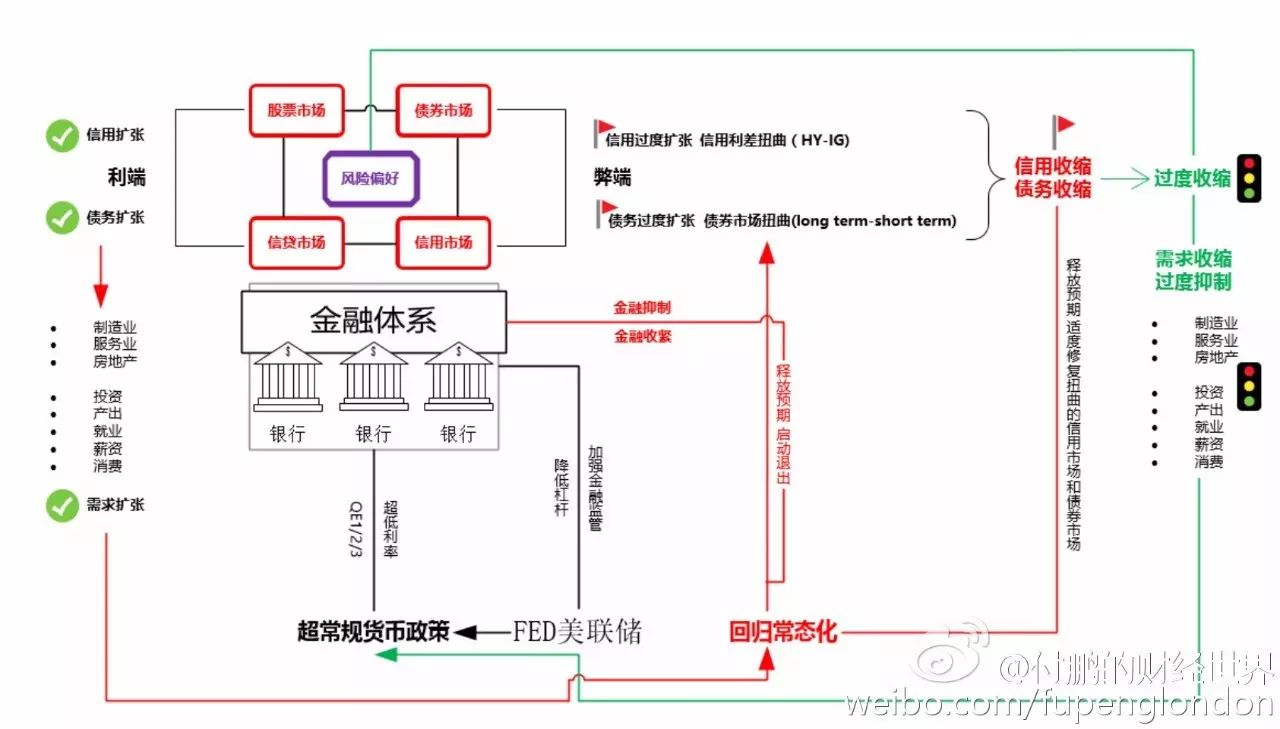 股票市场
债券市场
风险偏好
信贷市场
信用市场
信用扩张
利端
债务扩张
制造业
服务业
房地产
投资
产出
就业
薪资
消费
需求扩张
金融体系
$
$
$
银行
银行
银行
QE1/2/3
超低利率
降低杠杆
加强金融监管
超常规货币政策
FED美联储
信用过度扩张 信用利差扭曲 ( HY-IG)
弊端
债务过度扩张 债券市场扭曲(long term-short term)
金融抑制
金融收紧
释放预期 启动退出
回归常态化
信用收缩
债务收缩
释放预期 适度修复扭曲的信用市场和债券市场
过度收缩
需求收缩
过度抑制
制造业
服务业
房地产
投资
产出
就业
薪资
消费
@付鹏的财经世界
weibo.com/fupenglondon